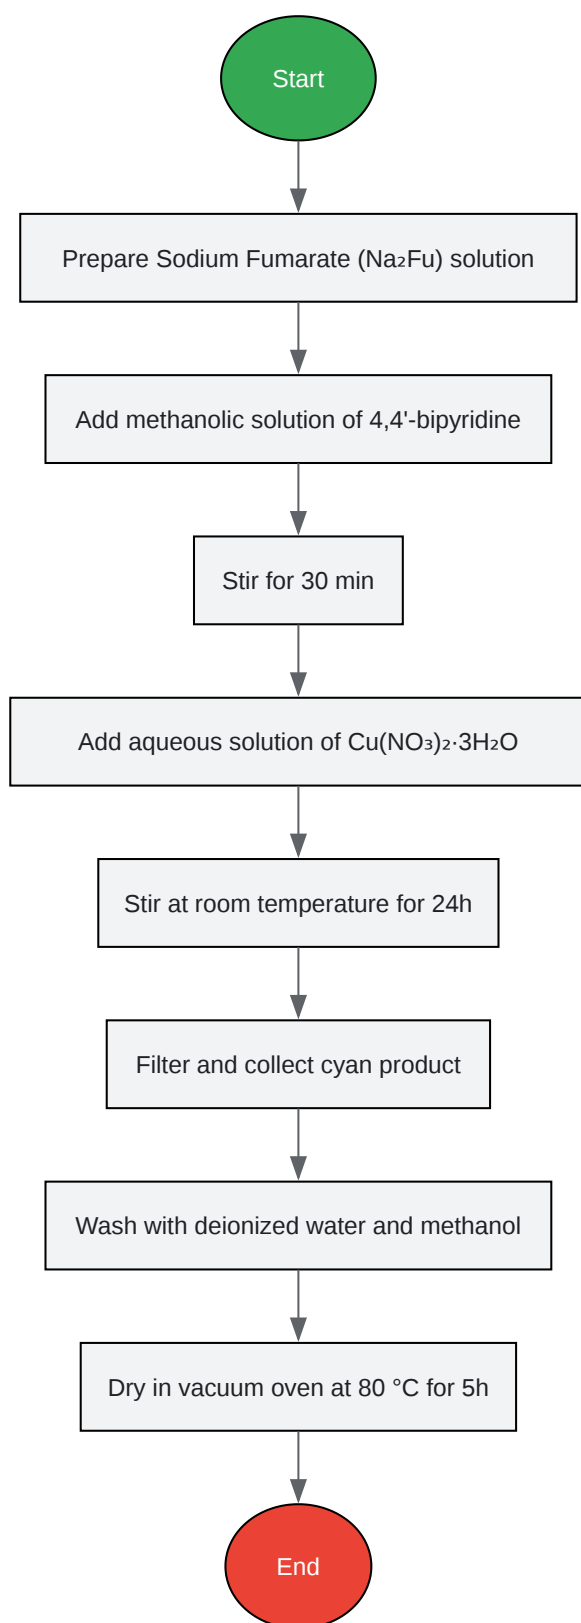 Start
Prepare Sodium Fumarate (Na₂Fu) solution
Add methanolic solution of 4,4'-bipyridine
Stir for 30 min
Add aqueous solution of Cu(NO₃)₂·3H₂O
Stir at room temperature for 24h
Filter and collect cyan product
Wash with deionized water and methanol
Dry in vacuum oven at 80 °C for 5h
End